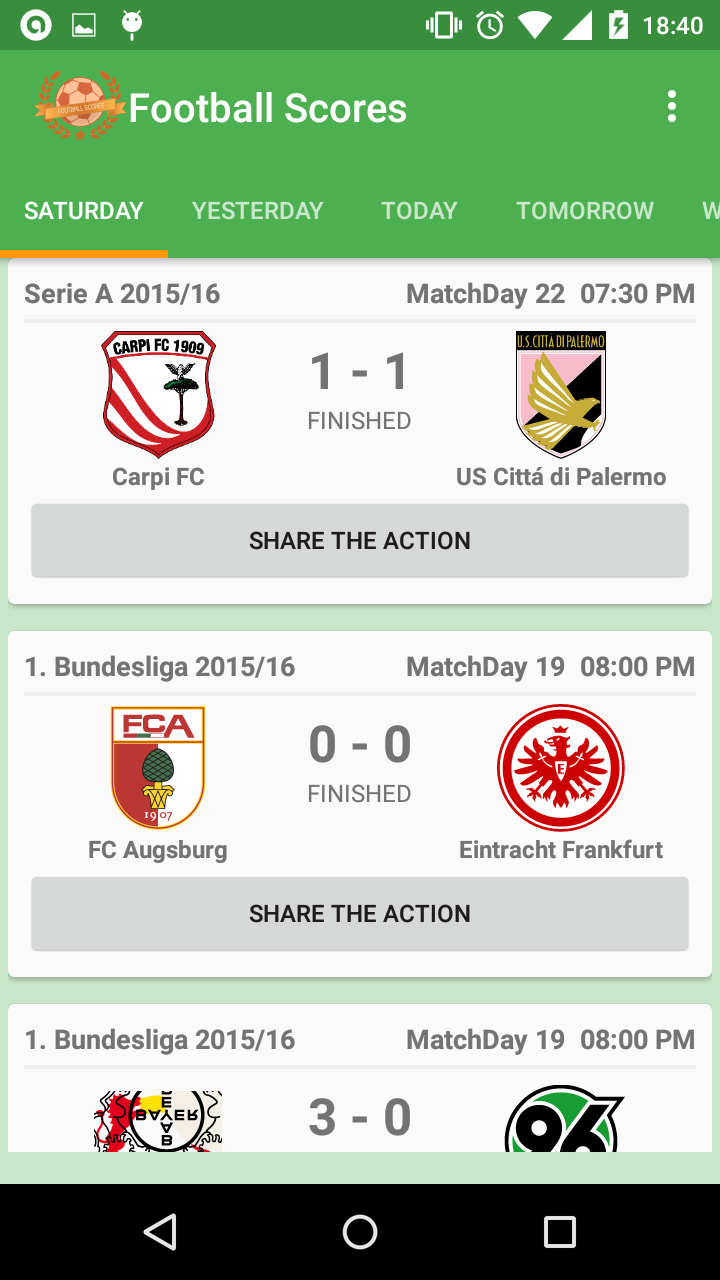 18:40
FOOTBALL SCORES
Football Scores
SATURDAY YESTERDAY TODAY TOMORROW W
Serie A 2015/16 MatchDay 22 07:30 PM
CARPI FC 1909
U.S.CITTÀ DI PALERMO
1 - 1
FINISHED
Carpi FC US Cittá di Palermo
SHARE THE ACTION
1. Bundesliga 2015/16 MatchDay 19 08:00 PM
FCA
1907
E
0 - 0
FINISHED
FC Augsburg Eintracht Frankfurt
SHARE THE ACTION
1. Bundesliga 2015/16 MatchDay 19 08:00 PM
BAYER
3 - 0
96